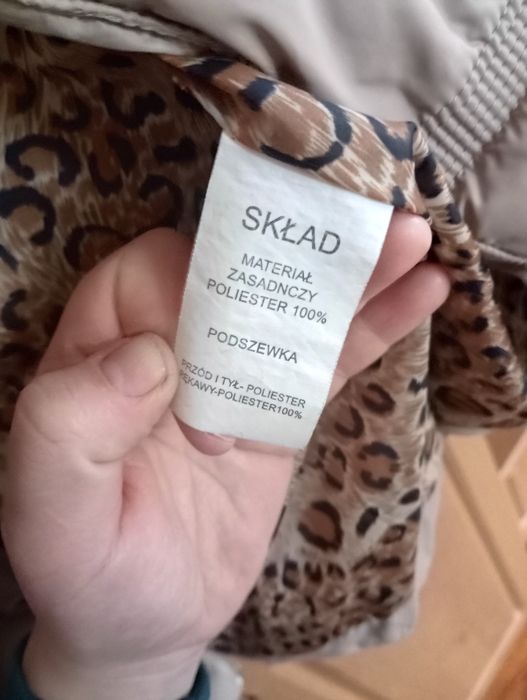 SKŁAD
MATERIAŁ
ZASADNCZY
POLIESTER 100%
PODSZEWKA
PRZÓD I TYŁ- POLIESTER
RĘKAWY-POLIESTER100%